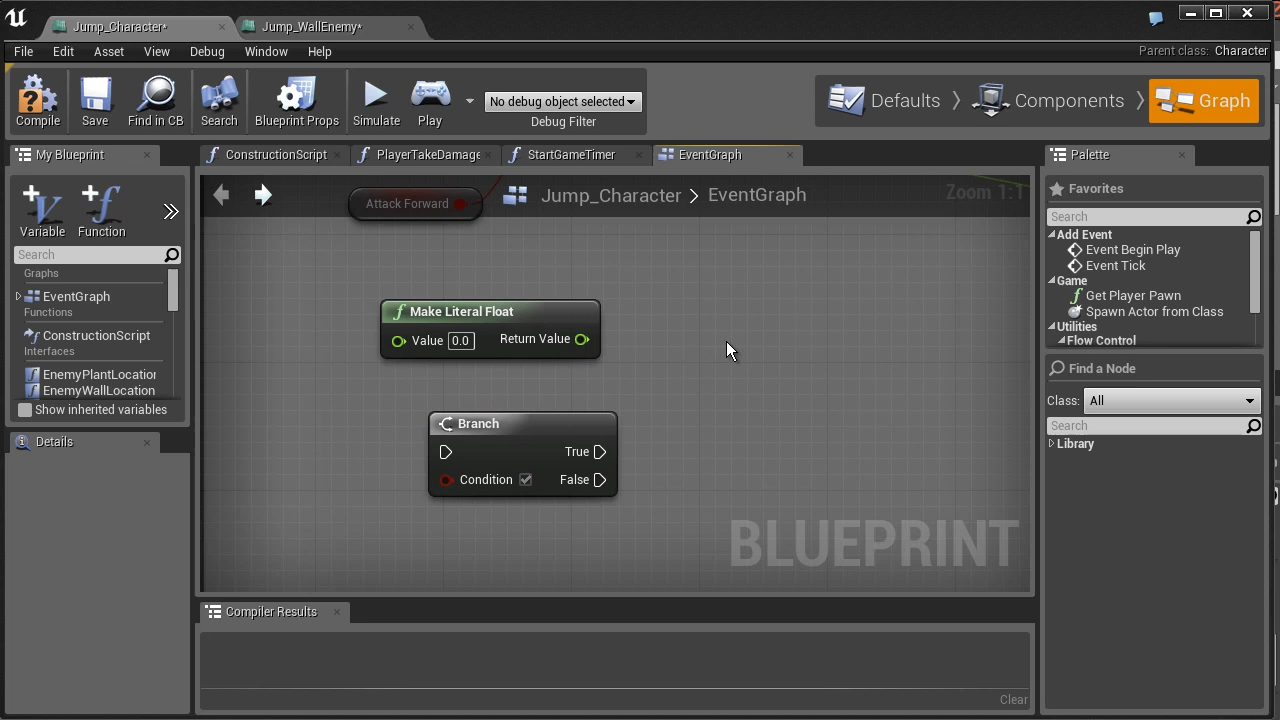 Jump_Character*
Jump_WallEnemy*
File Edit Asset View Debug Window Help
Parent class: Character
Compile Save Find in CB Search Blueprint Props Simulate Play
No debug object selected
Debug Filter
Defaults Components Graph
My Blueprint
ConstructionScript PlayerTakeDamage StartGameTimer EventGraph
Palette
Variable Function
Search
Graphs
EventGraph
Functions
ConstructionScript
Interfaces
EnemyPlantLocation
EnemyWallLocation
Show inherited variables
Details
Attack Forward
Jump_Character > EventGraph
Zoom 1:1
Make Literal Float
Value 0.0 Return Value
Branch
True
Condition False
BLUEPRINT
Compiler Results
Clear
Favorites
Search
Add Event
Event Begin Play
Event Tick
Game
Get Player Pawn
Spawn Actor from Class
Utilities
Flow Control
Find a Node
Class: All
Search
Library